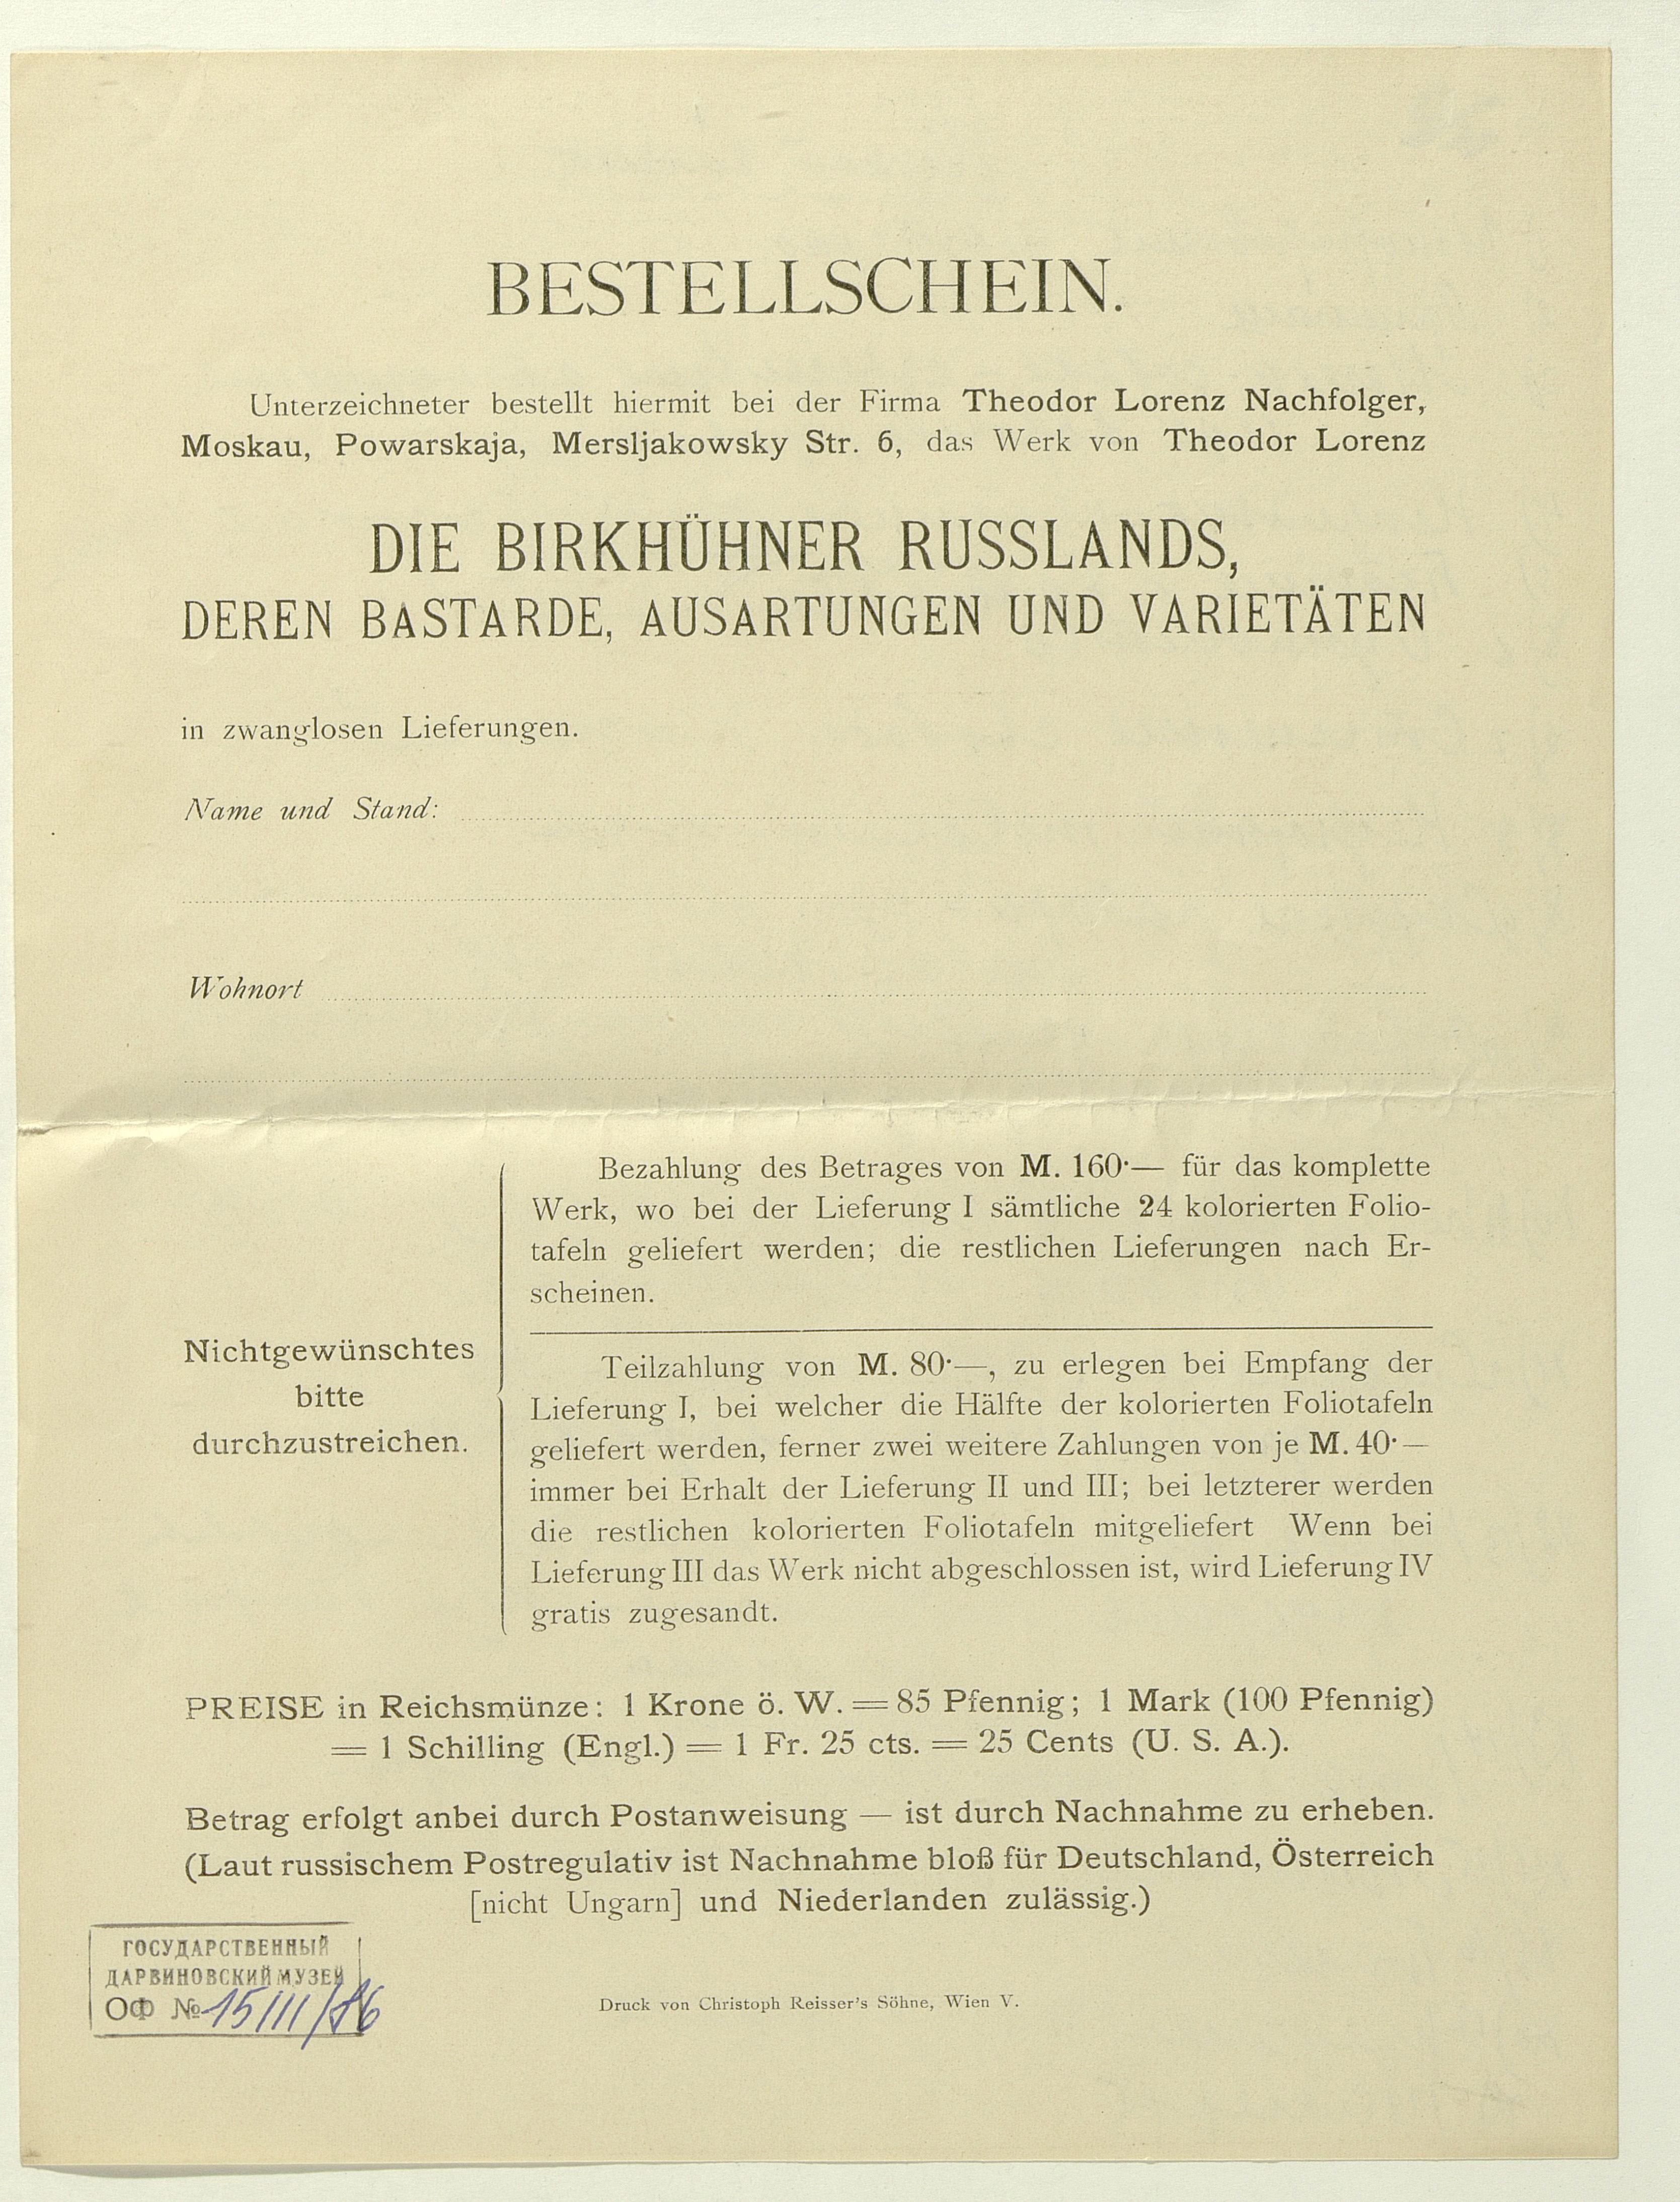 BESTELLSCHEIN.
Unterzeichneter bestellt hiermit bei der Firma Theodor Lorenz Nachfolger,
Moskau, Powarskaja, Mersljakowsky Str. 6, das Werk von Theodor Lorenz
DIE BIRKHÜHNER RUSSLANDS,
DEREN BASTARDE, AUSARTUNGEN UND VARIETÄTEN
in zwanglosen Lieferungen.
Name und Stand:
Wohnort
Nichtgewünschtes
bitte
durchzustreichen.
Bezahlung des Betrages von M. 160·— für das komplette
Werk, wo bei der Lieferung I sämtliche 24 kolorierten Folio-
tafeln geliefert werden; die restlichen Lieferungen nach Er-
scheinen.
Teilzahlung von M. 80·—, zu erlegen bei Empfang der
Lieferung I, bei welcher die Hälfte der kolorierten Foliotafeln
geliefert werden, ferner zwei weitere Zahlungen von je M. 40·—
immer bei Erhalt der Lieferung II und III; bei letzterer werden
die restlichen kolorierten Foliotafeln mitgeliefert Wenn bei
Lieferung III das Werk nicht abgeschlossen ist, wird Lieferung IV
gratis zugesandt.
PREISE in Reichsmünze: 1 Krone ö. W. = 85 Pfennig; 1 Mark (100 Pfennig)
= 1 Schilling (Engl.) = 1 Fr. 25 cts. = 25 Cents (U. S. A.).
Betrag erfolgt anbei durch Postanweisung — ist durch Nachnahme zu erheben.
(Laut russischem Postregulativ ist Nachnahme bloß für Deutschland, Österreich
[nicht Ungarn] und Niederlanden zulässig.)
ГОСУДАРСТВЕННЫЙ
ДАРВИНОВСКИЙ МУЗЕЙ
ОФ №
Druck von Christoph Reisser's Söhne, Wien V.